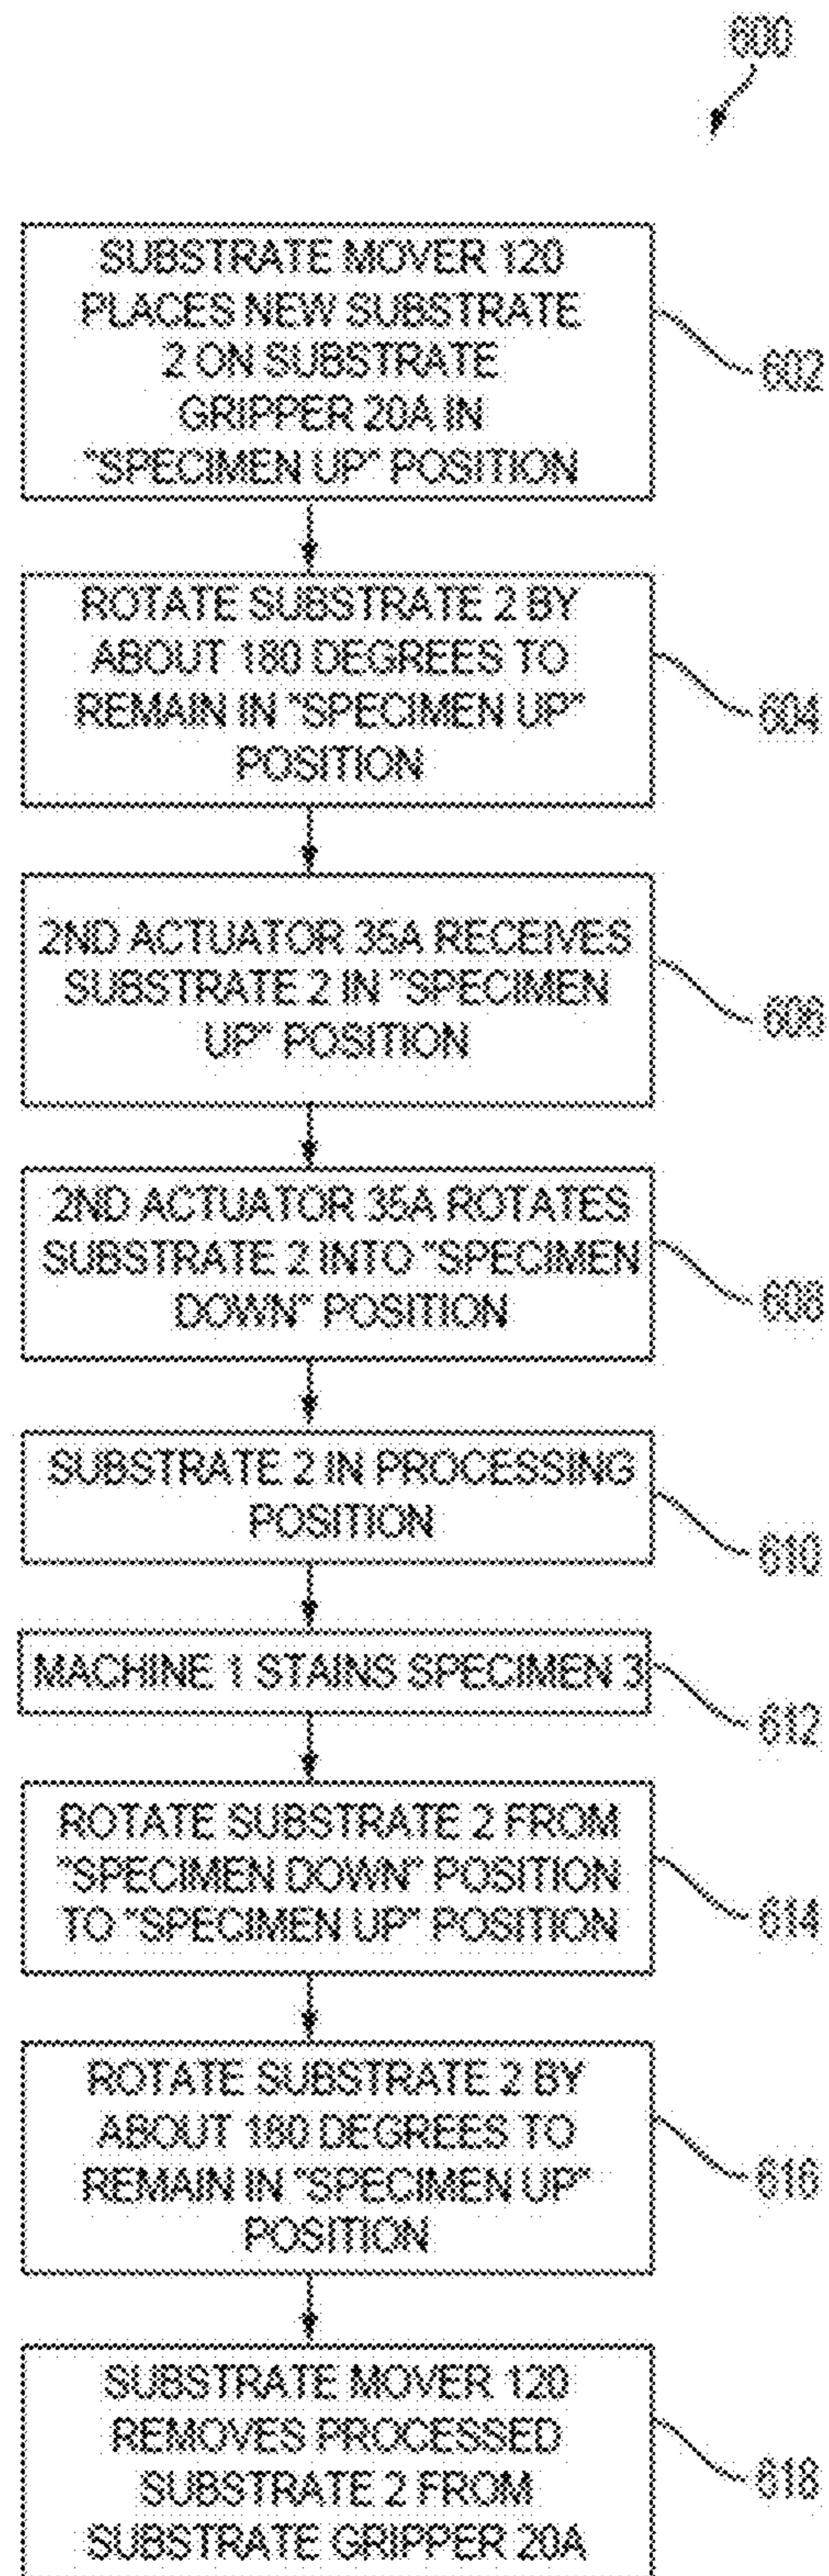 600
SUBSTRATE MOVER 120
PLACES NEW SUBSTRATE
2 ON SUBSTRATE
GRIPPER 20A IN
"SPECIMEN UP" POSITION
602
ROTATE SUBSTRATE 2 BY
ABOUT 180 DEGREES TO
REMAIN IN "SPECIMEN UP"
POSITION
604
2ND ACTUATOR 35A RECEIVES
SUBSTRATE 2 IN "SPECIMEN
UP" POSITION
606
2ND ACTUATOR 35A ROTATES
SUBSTRATE 2 INTO "SPECIMEN
DOWN" POSITION
608
SUBSTRATE 2 IN PROCESSING
POSITION
610
MACHINE 1 STAINS SPECIMEN 3
612
ROTATE SUBSTRATE 2 FROM
"SPECIMEN DOWN" POSITION
TO "SPECIMEN UP" POSITION
614
ROTATE SUBSTRATE 2 BY
ABOUT 180 DEGREES TO
REMAIN IN "SPECIMEN UP"
POSITION
616
SUBSTRATE MOVER 120
REMOVES PROCESSED
SUBSTRATE 2 FROM
SUBSTRATE GRIPPER 20A
618